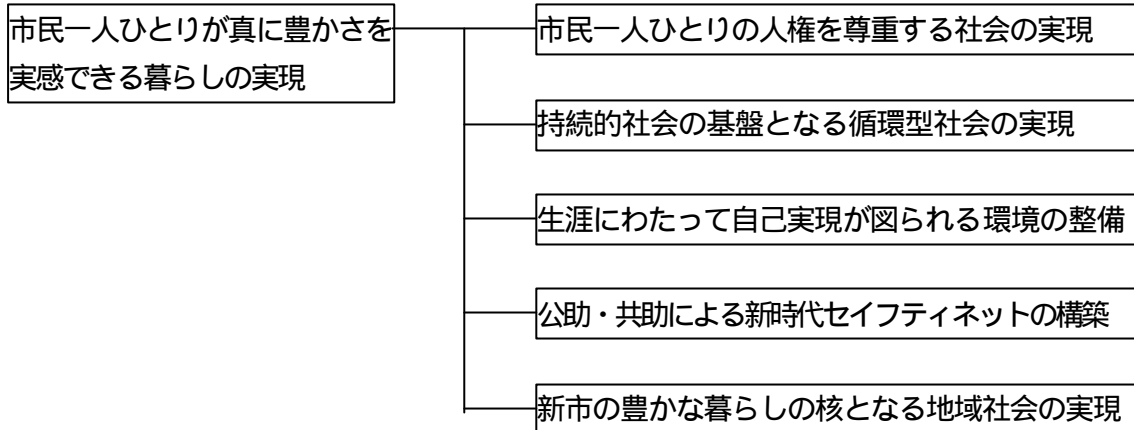 市民一人ひとりが真に豊かさを
実感できる暮らしの実現
市民一人ひとりの人権を尊重する社会の実現
持続的社会の基盤となる循環型社会の実現
生涯にわたって自己実現が図られる環境の整備
公助・共助による新時代セイフティネットの構築
新市の豊かな暮らしの核となる地域社会の実現